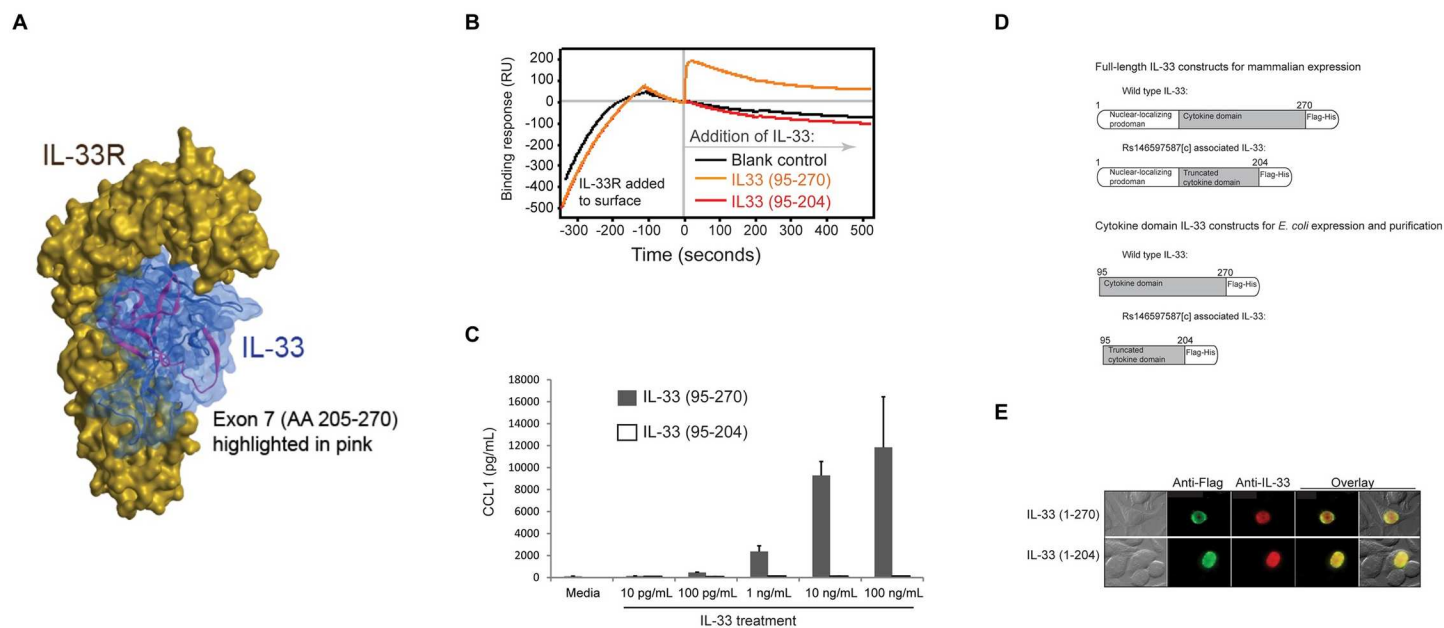 A
IL-33R
IL-33
Exon 7 (AA 205-270)
highlighted in pink
B
Binding response (RU)
200
100
0
-100
-200
-300
-400
-500
Addition of IL-33:
Blank control
IL33 (95-270)
IL33 (95-204)
IL-33R added
to surface
-300 -200 -100 0 100 200 300 400 500
Time (seconds)
C
CCL1 (pg/mL)
18000
16000
14000
12000
10000
8000
6000
4000
2000
0
IL-33 (95-270)
IL-33 (95-204)
Media 10 pg/mL 100 pg/mL 1 ng/mL 10 ng/mL 100 ng/mL
IL-33 treatment
D
Full-length IL-33 constructs for mammalian expression
Wild type IL-33:
1 270
Nuclear-localizing
prodoman
Cytokine domain
Flag-His
Rs146597587[c] associated IL-33:
1 204
Nuclear-localizing
prodoman
Truncated
cytokine domain
Flag-His
Cytokine domain IL-33 constructs for E. coli expression and purification
Wild type IL-33:
95 270
Cytokine domain Flag-His
Rs146597587[c] associated IL-33:
95 204
Truncated
cytokine domain
Flag-His
E
Anti-Flag Anti-IL-33 Overlay
IL-33 (1-270)
IL-33 (1-204)